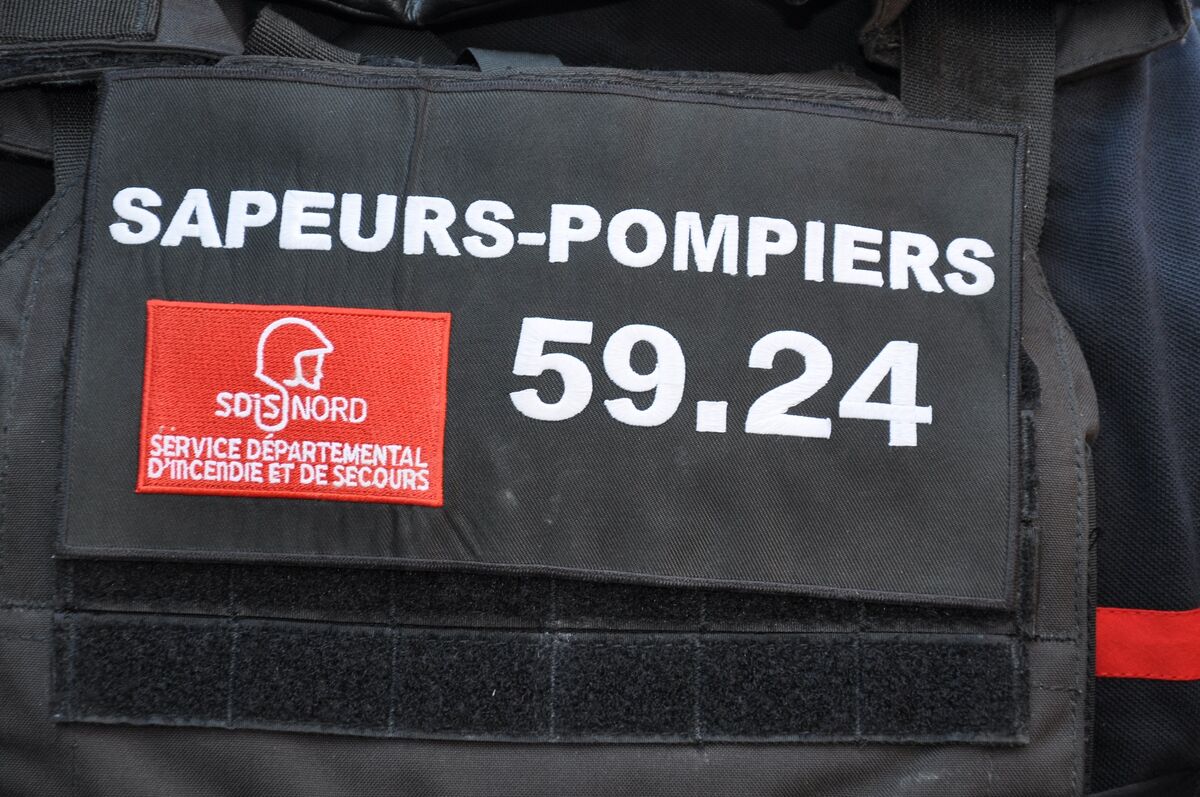 SAPEURS-POMPIERS
59.24
SDiS NORD
SERVICE DÉPARTEMENTAL
D'INCENDIE ET DE SECOURS